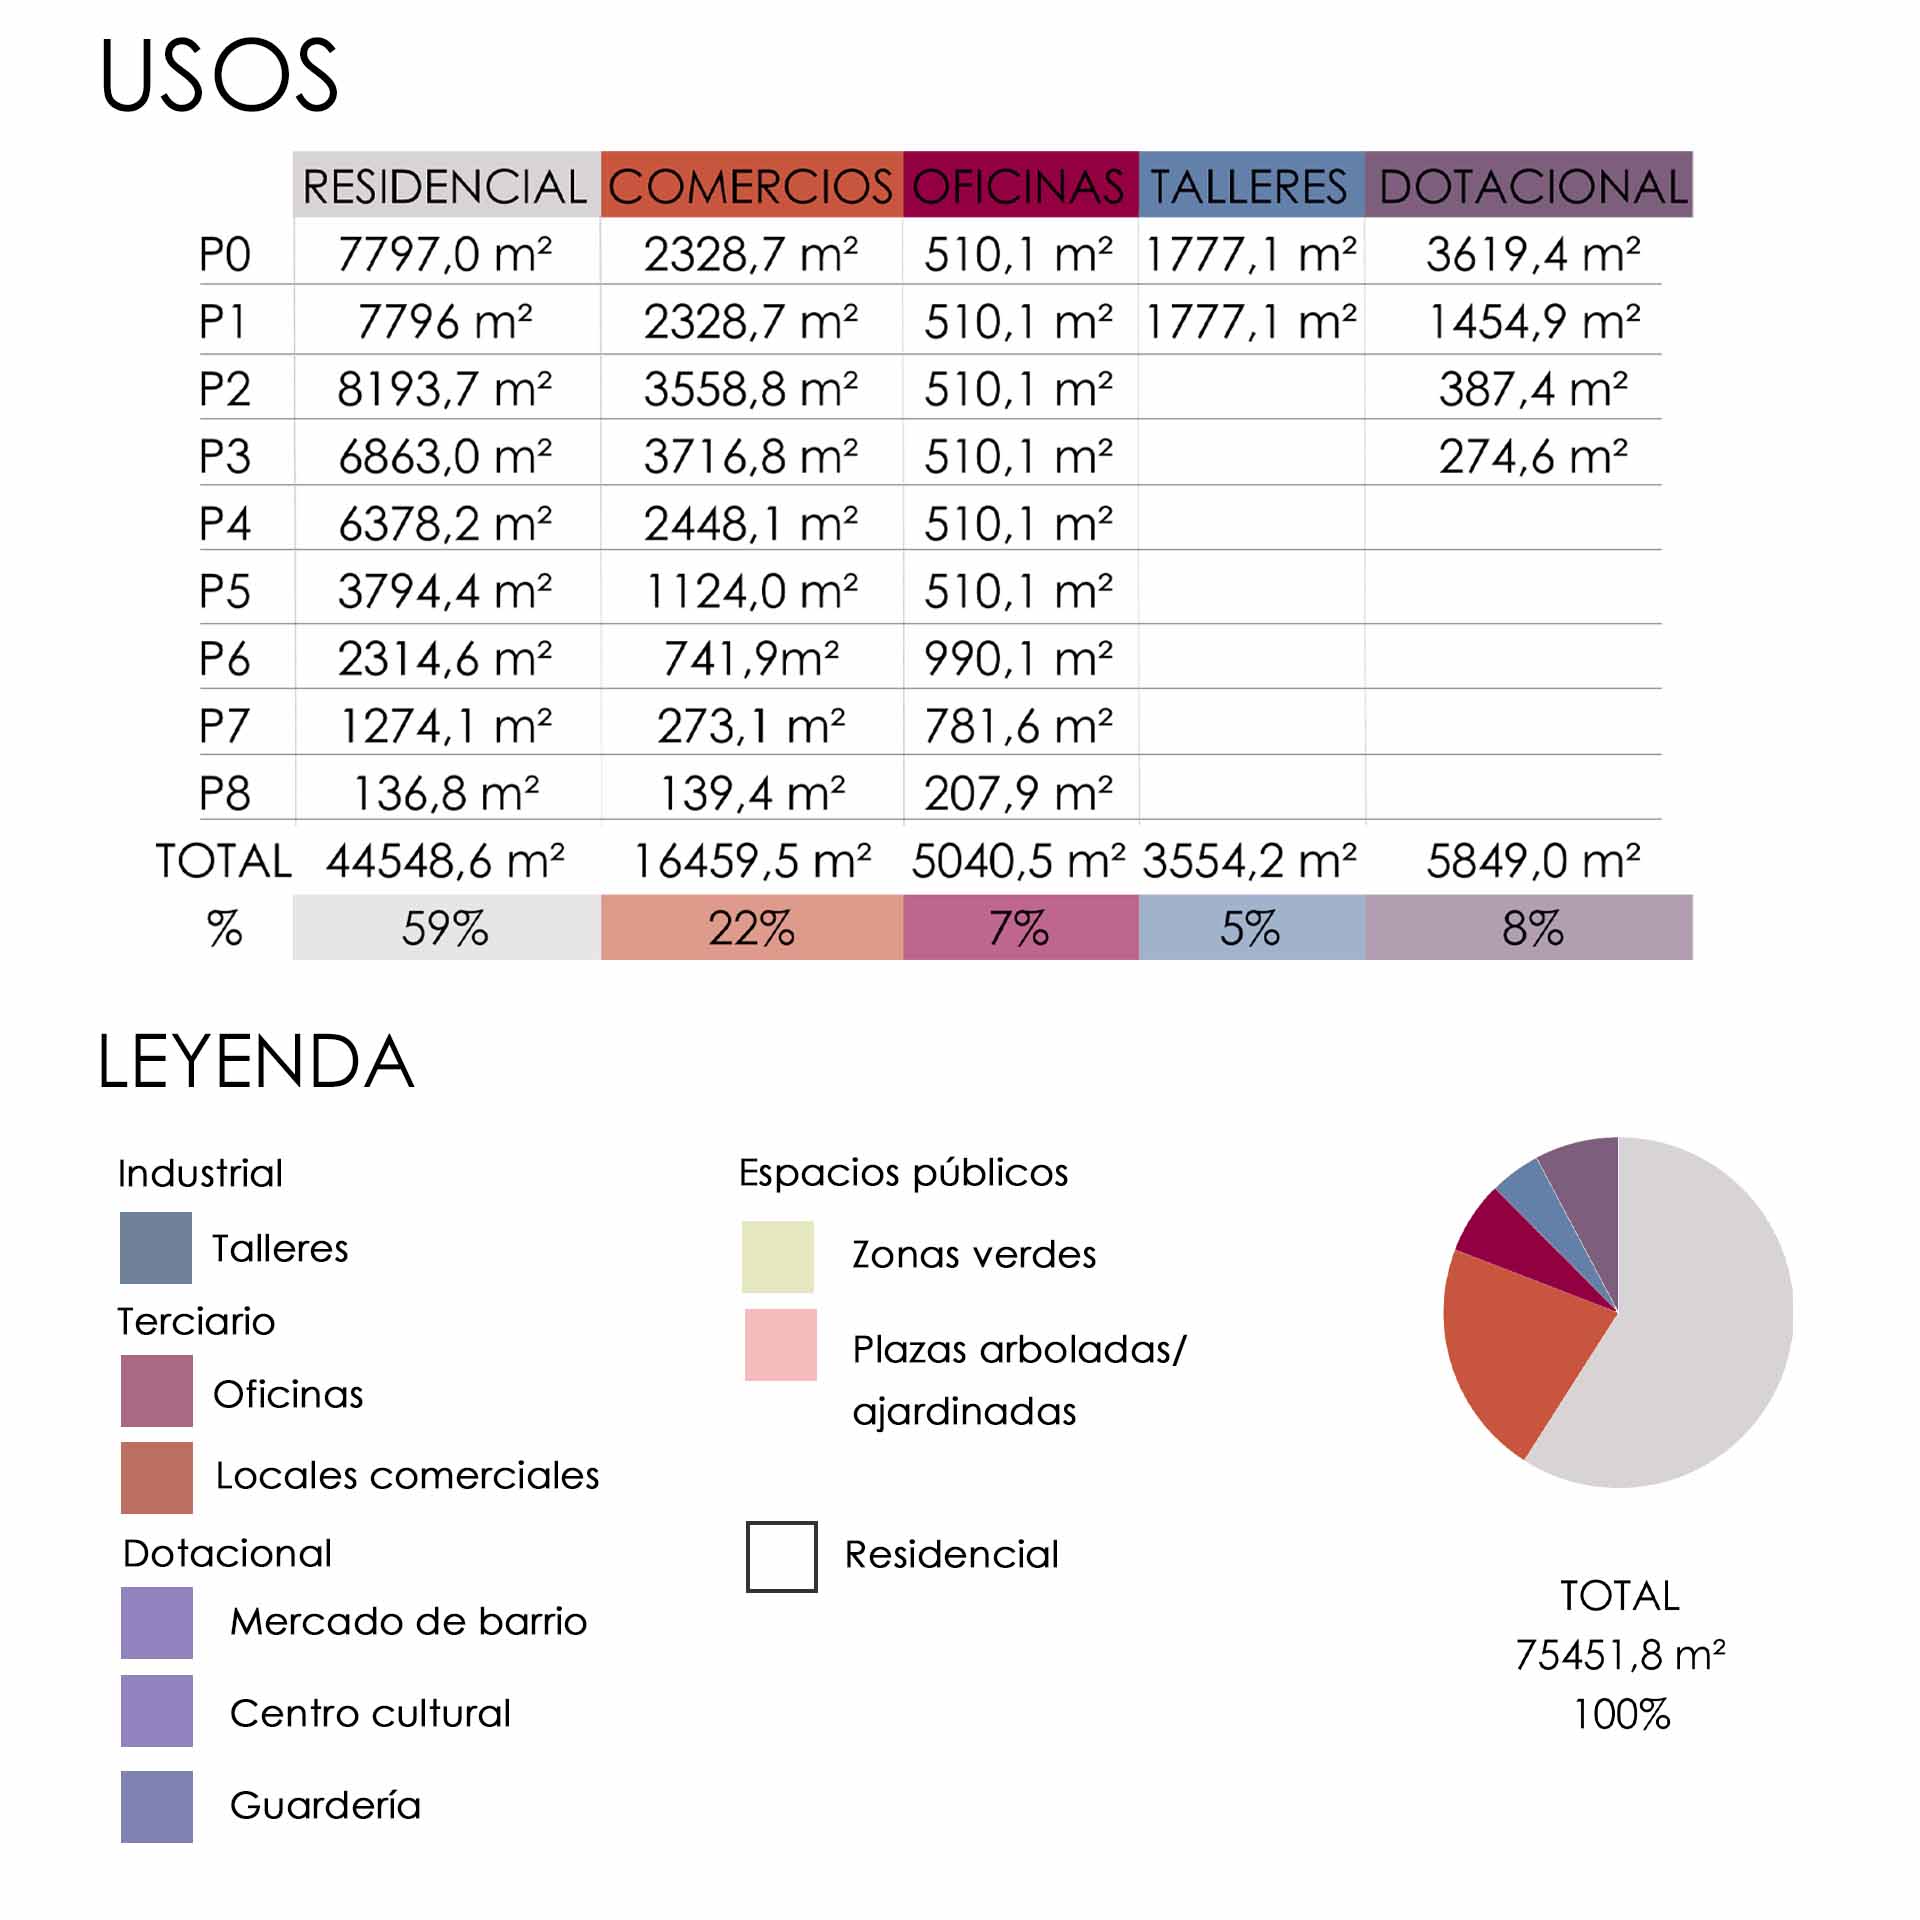 USOS
RESIDENCIAL COMERCIOS OFICINAS TALLERES DOTACIONAL
P0 7797,0 m² 2328,7 m² 510,1 m² 1777,1 m² 3619,4 m²
P1 7796 m² 2328,7 m² 510,1 m² 1777,1 m² 1454,9 m²
P2 8193,7 m² 3558,8 m² 510,1 m² 387,4 m²
P3 6863,0 m² 3716,8 m² 510,1 m² 274,6 m²
P4 6378,2 m² 2448,1 m² 510,1 m²
P5 3794,4 m² 1124,0 m² 510,1 m²
P6 2314,6 m² 741,9m² 990,1 m²
P7 1274,1 m² 273,1 m² 781,6 m²
P8 136,8 m² 139,4 m² 207,9 m²
TOTAL 44548,6 m² 16459,5 m² 5040,5 m² 3554,2 m² 5849,0 m²
% 59% 22% 7% 5% 8%
LEYENDA
Industrial
Talleres
Terciario
Oficinas
Locales comerciales
Dotacional
Mercado de barrio
Centro cultural
Guardería
Espacios públicos
Zonas verdes
Plazas arboladas/
ajardinadas
Residencial
TOTAL
75451,8 m²
100%